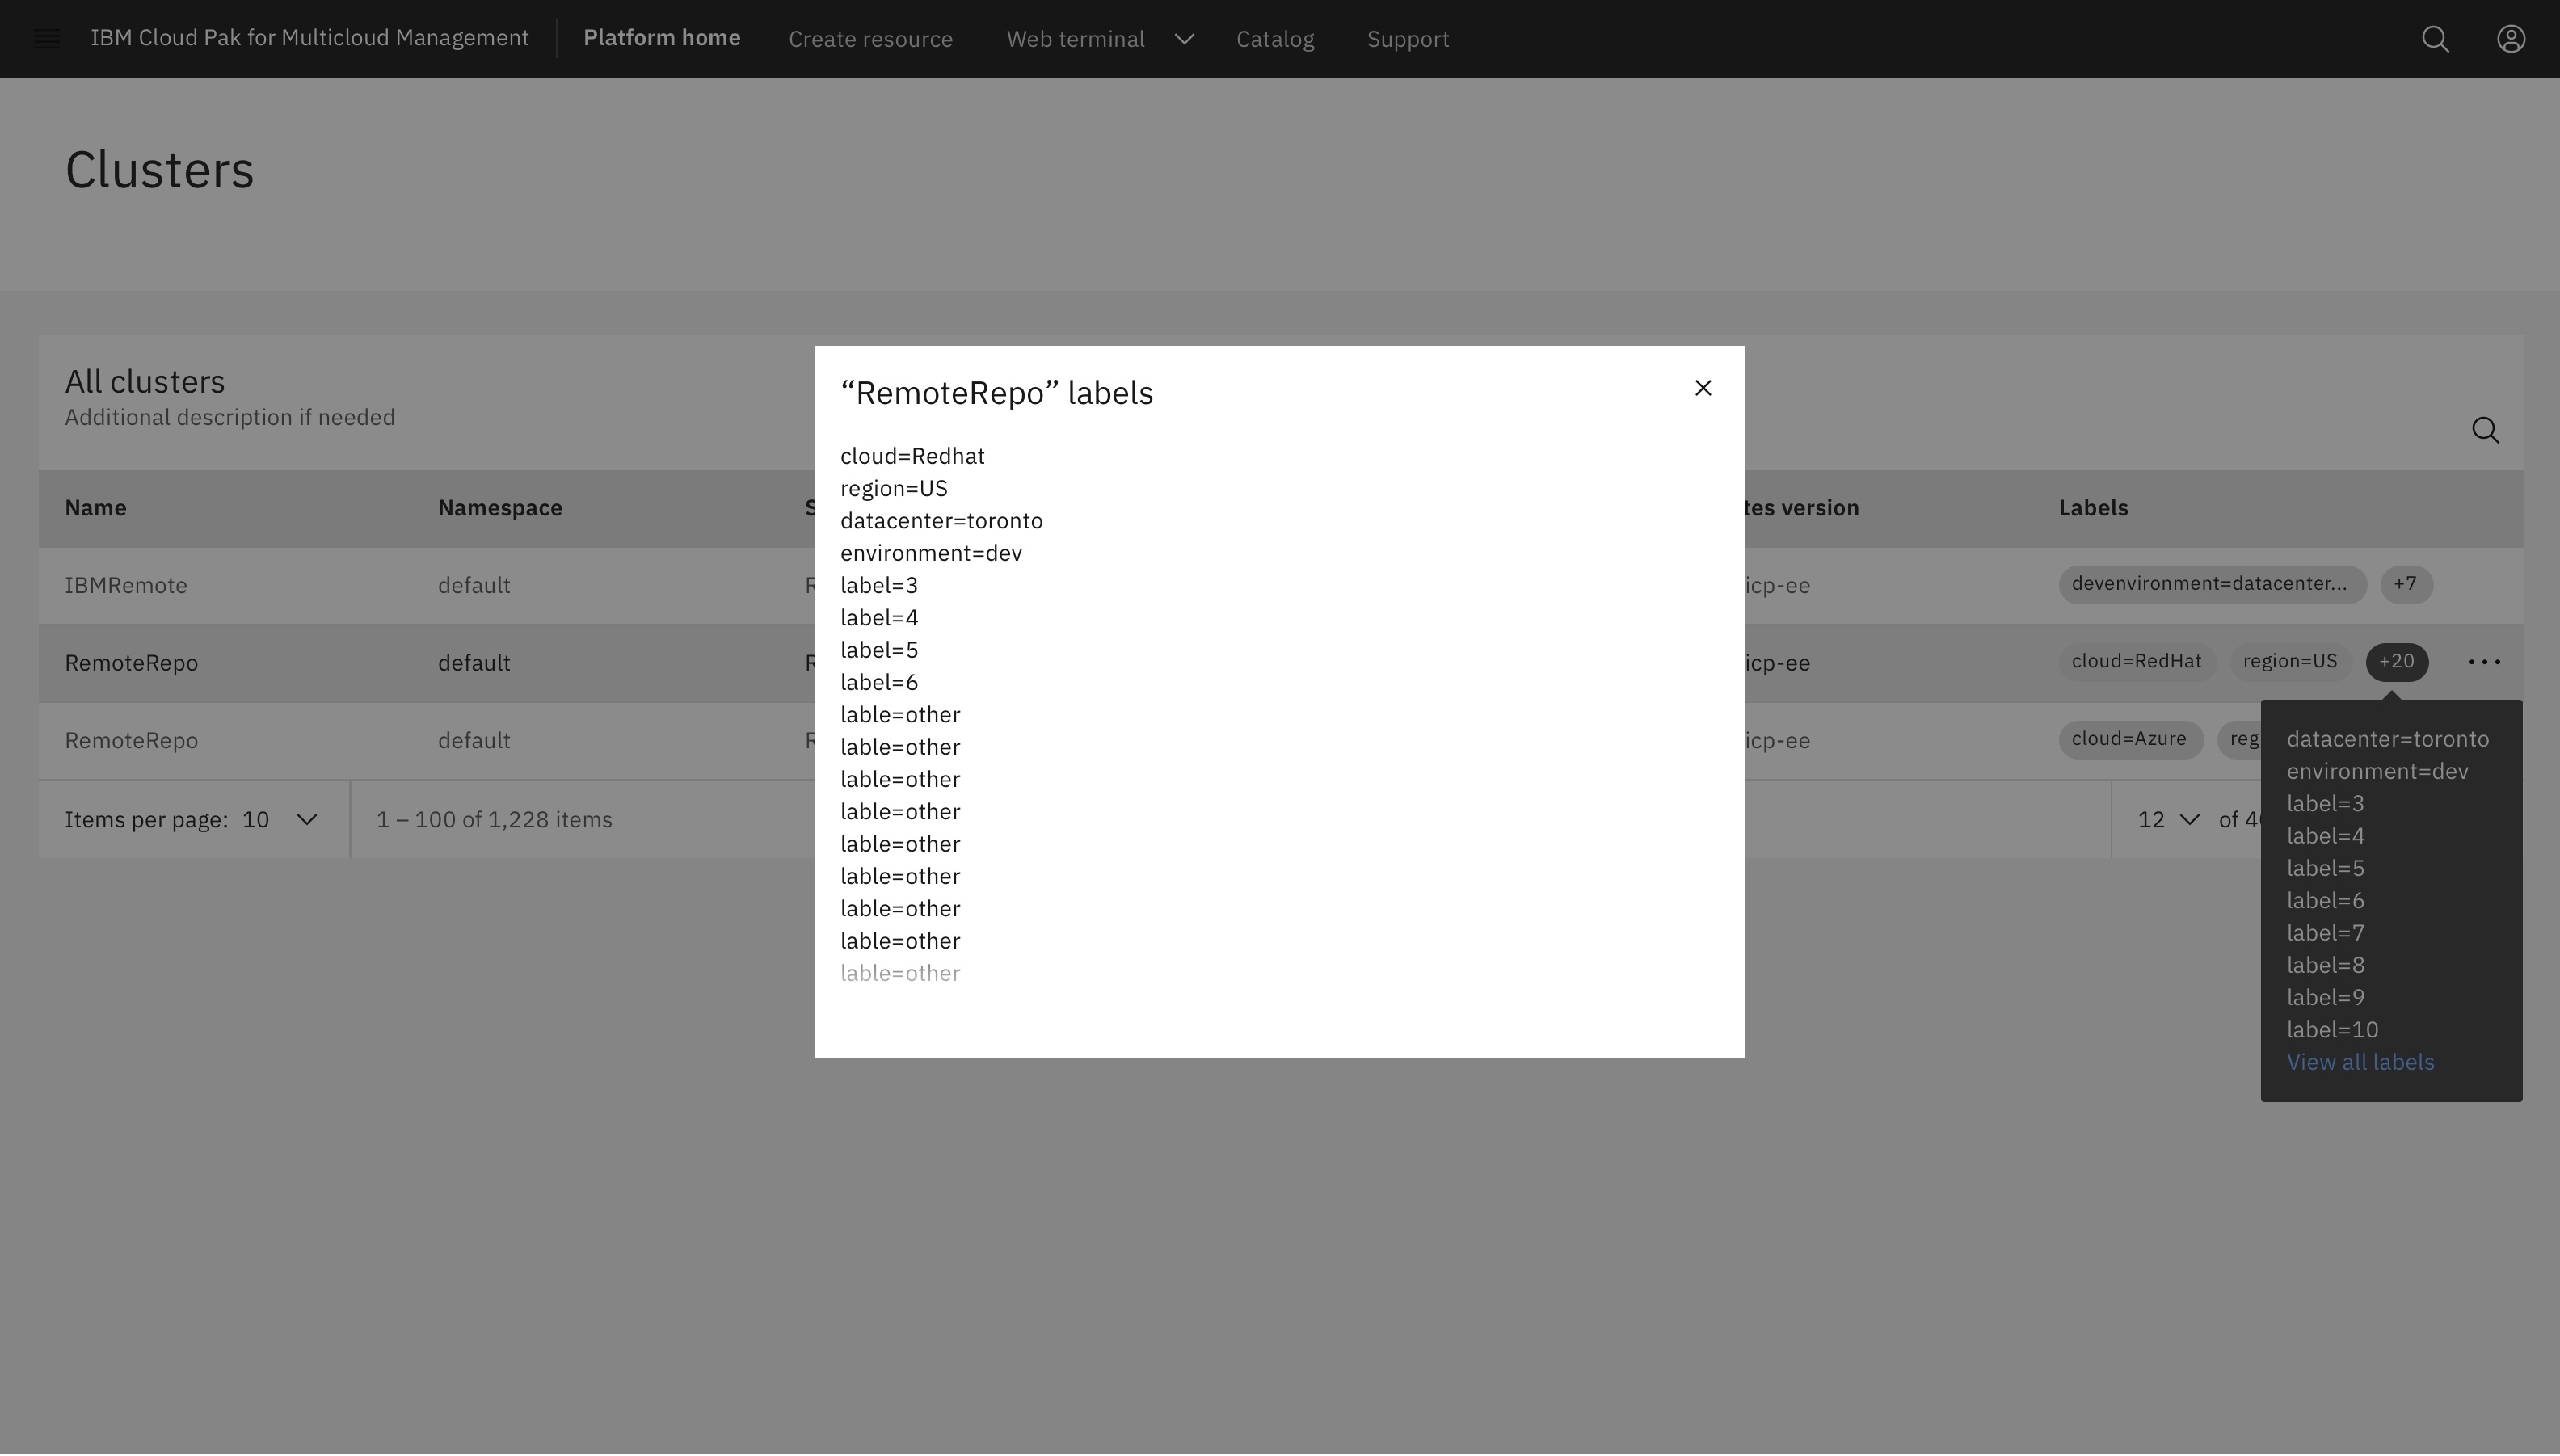 IBM Cloud Pak for Multicloud Management Platform home Create resource Web terminal Catalog Support
Clusters
All clusters
Additional description if needed
Name Namespace S tes version Labels
IBMRemote default R icp-ee devenvironment=datacenter... +7
RemoteRepo default R icp-ee cloud=RedHat region=US +20
RemoteRepo default R icp-ee cloud=Azure reg
Items per page: 10 1 – 100 of 1,228 items 12 of 4
“RemoteRepo” labels
cloud=Redhat
region=US
datacenter=toronto
environment=dev
label=3
label=4
label=5
label=6
lable=other
lable=other
lable=other
lable=other
lable=other
lable=other
lable=other
lable=other
lable=other
datacenter=toronto
environment=dev
label=3
label=4
label=5
label=6
label=7
label=8
label=9
label=10
View all labels